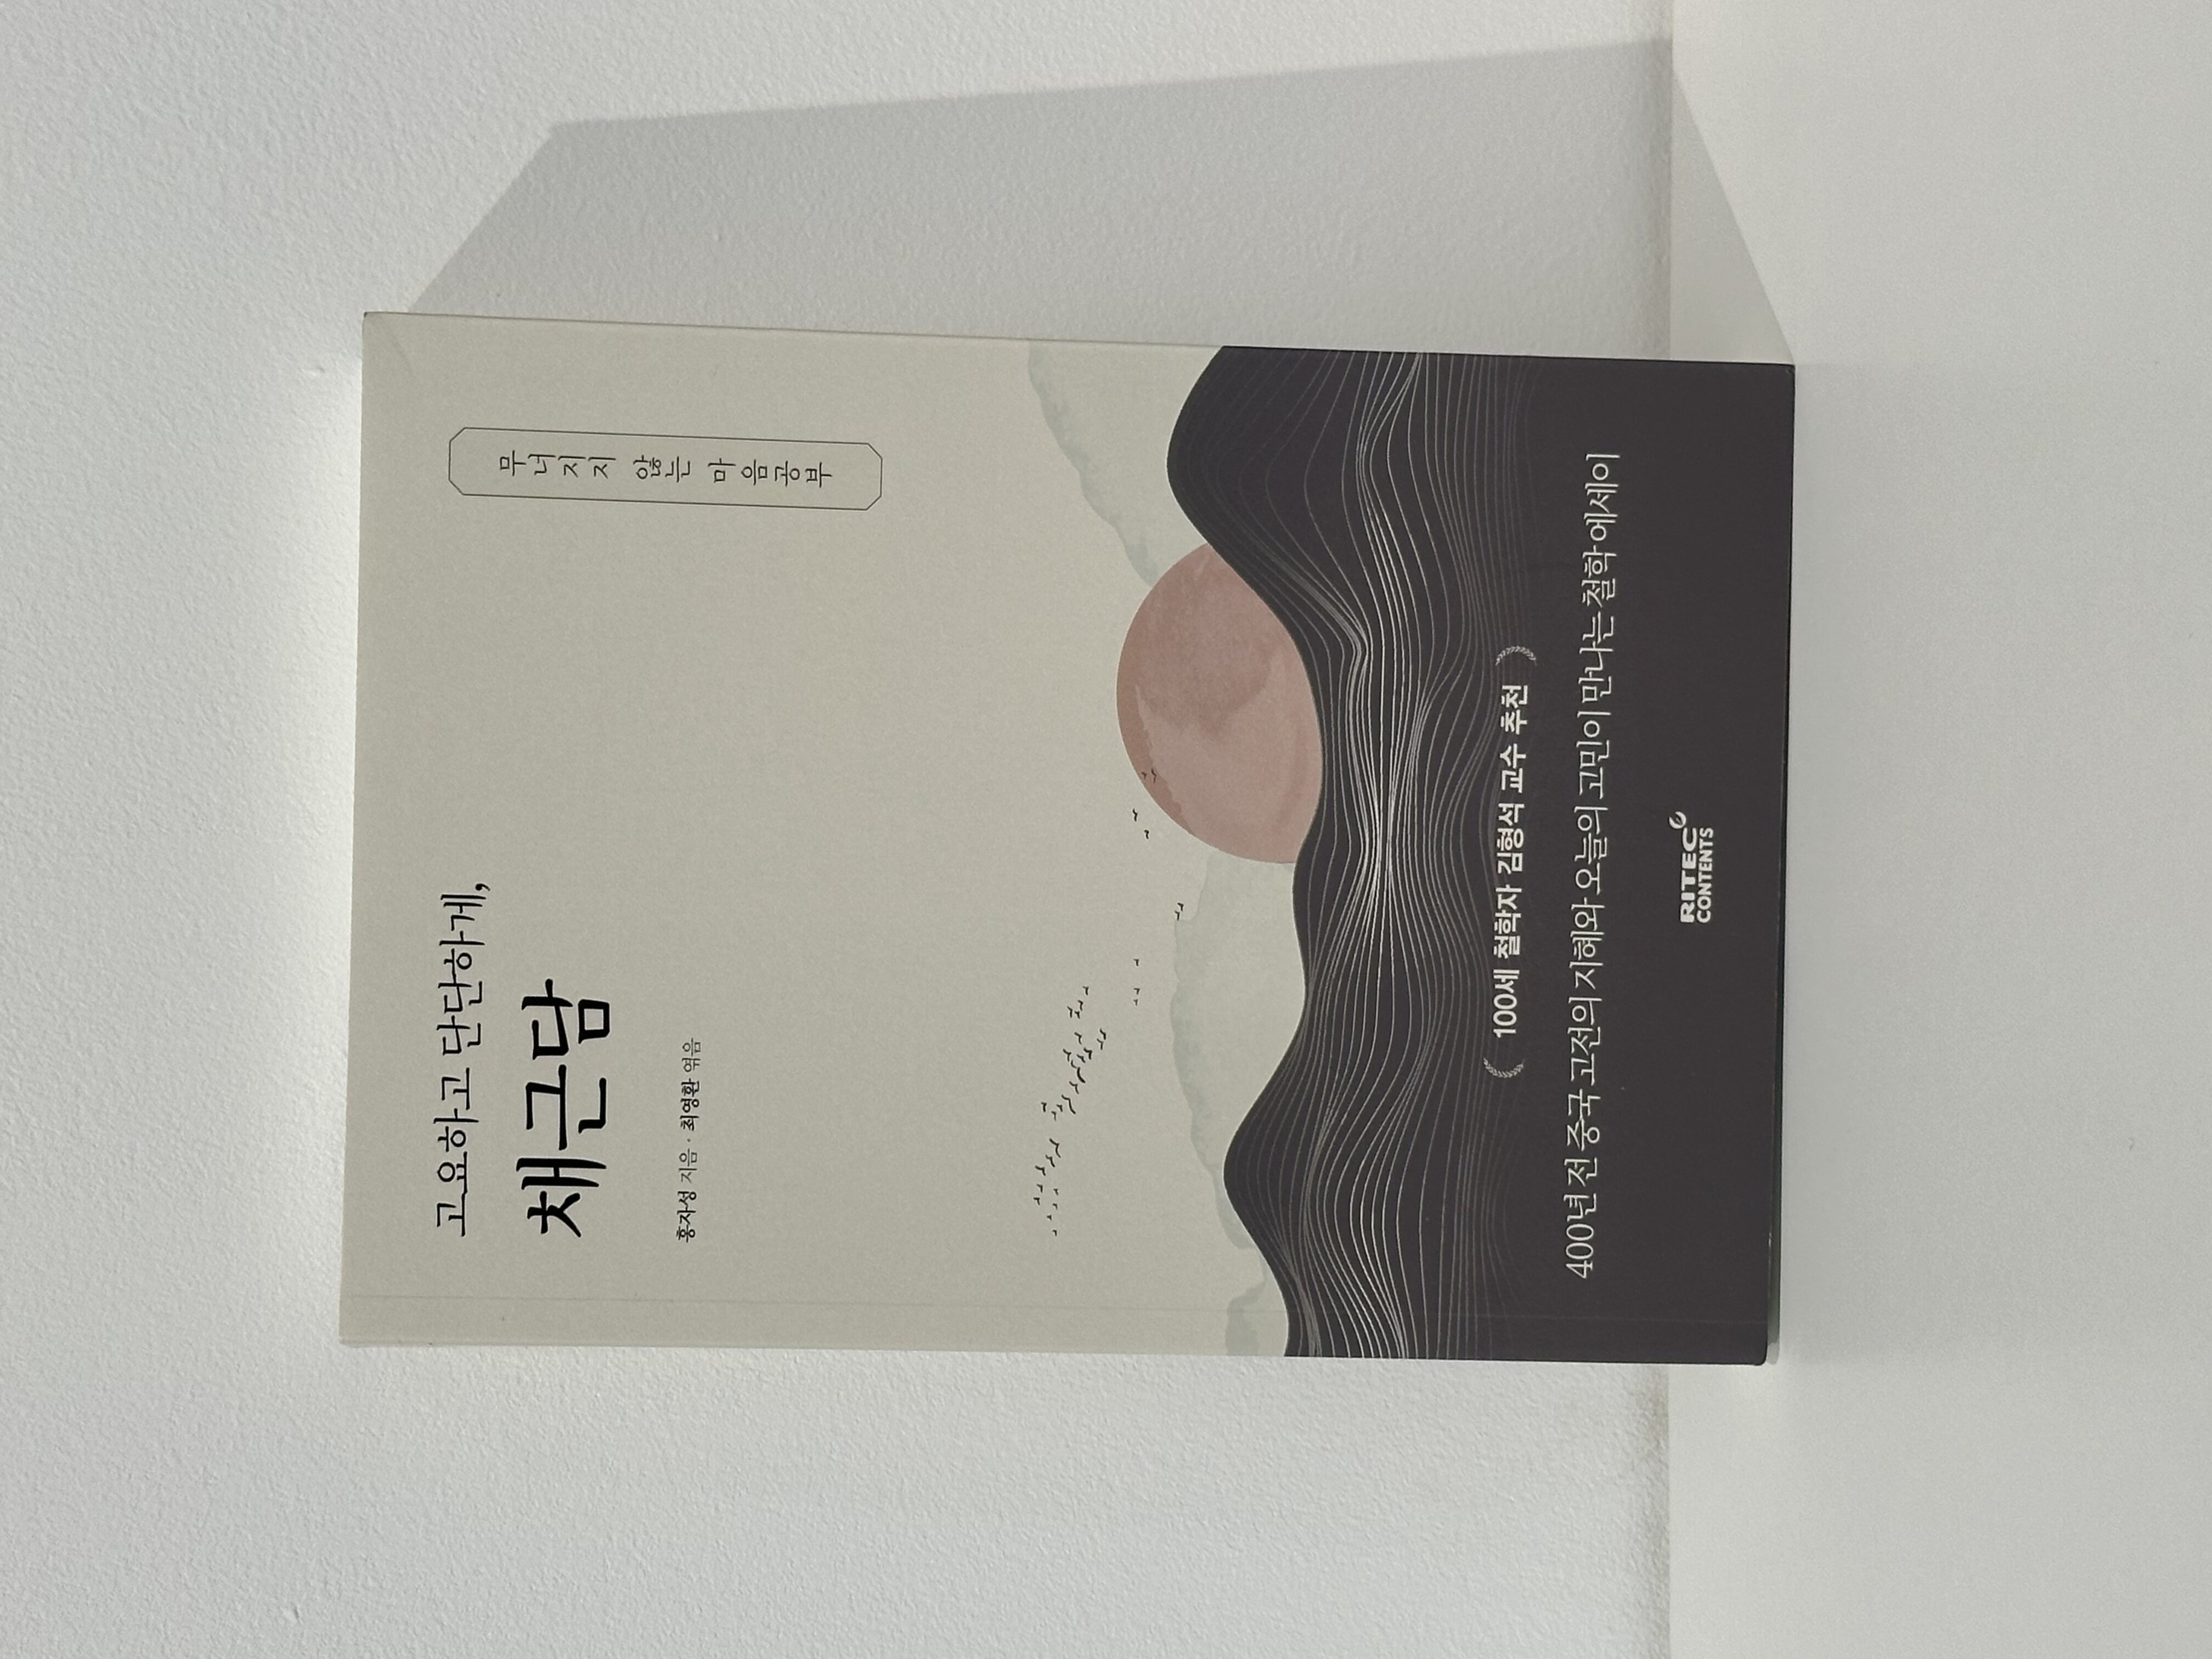 고요하고 단단하게,
채근담
홍자성 지음 · 최영환 엮음
무너지지 않는 마음공부
100세 철학자 김형석 교수 추천
400년 전 중국 고전의 지혜와 오늘의 고민이 만나는 철학 에세이
RITEC
CONTENTS